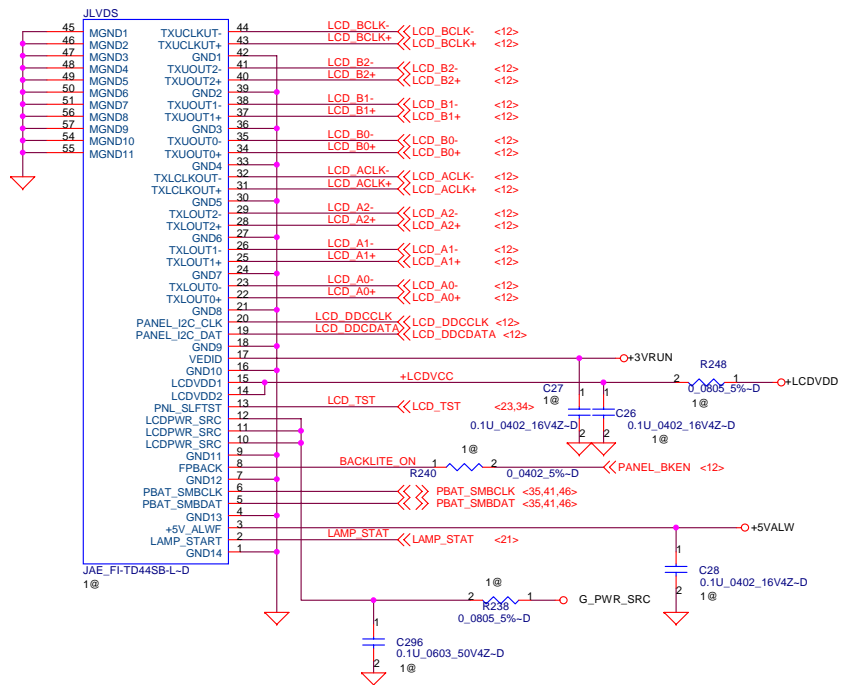 JLVDS
45 MGND1 TXUCLKUT- 44 LCD_BCLK- LCD_BCLK- <12>
46 MGND2 TXUCLKUT+ 43 LCD_BCLK+ LCD_BCLK+ <12>
47 MGND3 GND1 42
48 MGND4 TXUOUT2- 41 LCD_B2- LCD_B2- <12>
49 MGND5 TXUOUT2+ 40 LCD_B2+ LCD_B2+ <12>
50 MGND6 GND2 39
51 MGND7 TXUOUT1- 38 LCD_B1- LCD_B1- <12>
56 MGND8 TXUOUT1+ 37 LCD_B1+ LCD_B1+ <12>
57 MGND9 GND3 36
54 MGND10 TXUOUT0- 35 LCD_B0- LCD_B0- <12>
55 MGND11 TXUOUT0+ 34 LCD_B0+ LCD_B0+ <12>
GND4 33
TXLCLKOUT- 32 LCD_ACLK- LCD_ACLK- <12>
TXLCLKUT+ 31 LCD_ACLK+ LCD_ACLK+ <12>
GND5 30
TXLOUT2- 29 LCD_A2- LCD_A2- <12>
TXLOUT2+ 28 LCD_A2+ LCD_A2+ <12>
GND6 27
TXLOUT1- 26 LCD_A1- LCD_A1- <12>
TXLOUT1+ 25 LCD_A1+ LCD_A1+ <12>
GND7 24
TXLOUT0- 23 LCD_A0- LCD_A0- <12>
TXLOUT0+ 22 LCD_A0+ LCD_A0+ <12>
GND8 21
PANEL_I2C_CLK 20 LCD_DDCCLK LCD_DDCCLK <12>
PANEL_I2C_DAT 19 LCD_DDCDATA LCD_DDCDATA <12>
GND9 18
VEDID 17 +3VRUN
GND10 16 R248
LCDVDD1 15 +LCDVCC 2 1 +LCDVDD
LCDVDD2 14 1 C27 1 0_0805_5%~D
PNL_SLFTST 13 LCD_TST LCD_TST <23,34> 1@ C26 1@
LCDPWR_SRC 12 0.1U_0402_16V4Z~D 0.1U_0402_16V4Z~D
LCDPWR_SRC 11 2 2 1@
LCDPWR_SRC 10
GND11 9 1@
FPBACK 8 BACKLITE_ON 1 2 PANEL_BKEN <12>
GND12 7 R240 0_0402_5%~D
PBAT_SMBCLK 6 PBAT_SMBCLK <35,41,46>
PBAT_SMBDAT 5 PBAT_SMBDAT <35,41,46>
GND13 4
+5V_ALWF 3 +5VALW
LAMP_START 2 LAMP_STAT LAMP_STAT <21>
GND14 1 1
JAE_FI-TD44SB-L~D C28
1@ 0.1U_0402_16V4Z~D
2 1@
1@
2 1 G_PWR_SRC
R238
0_0805_5%~D
1
C296
0.1U_0603_50V4Z~D
2 1@